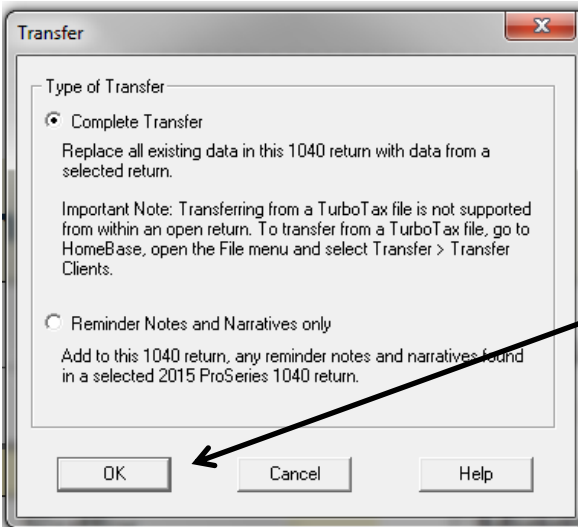 Transfer
Type of Transfer
Complete Transfer
Replace all existing data in this 1040 return with data from a
selected return.
Important Note: Transferring from a TurboTax file is not supported
from within an open return. To transfer from a TurboTax file, go to
HomeBase, open the File menu and select Transfer > Transfer
Clients.
Reminder Notes and Narratives only
Add to this 1040 return, any reminder notes and narratives found
in a selected 2015 ProSeries 1040 return.
OK Cancel Help